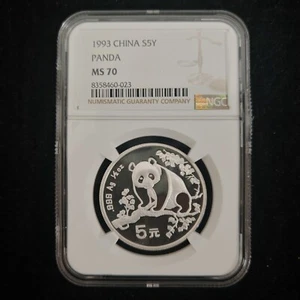 1993 CHINA S5Y
PANDA
MS 70
8358460-023
NUMISMATIC GUARANTY COMPANY
NGC
.999 Ag ½ oz
5元